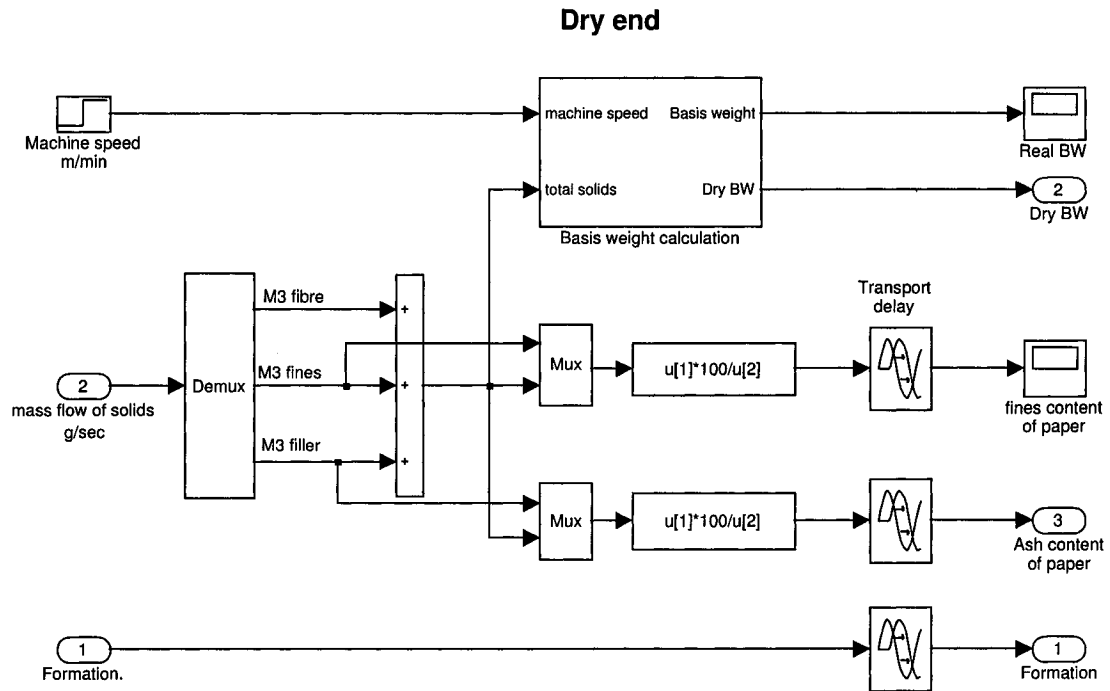 Dry end
Machine speed
m/min
machine speed
Basis weight
total solids
Dry BW
Basis weight calculation
Real BW
2
Dry BW
2
mass flow of solids
g/sec
Demux
M3 fibre
M3 fines
M3 filler
+
+
+
Mux
u[1]*100/u[2]
Transport
delay
fines content
of paper
Mux
u[1]*100/u[2]
3
Ash content
of paper
1
Formation.
1
Formation